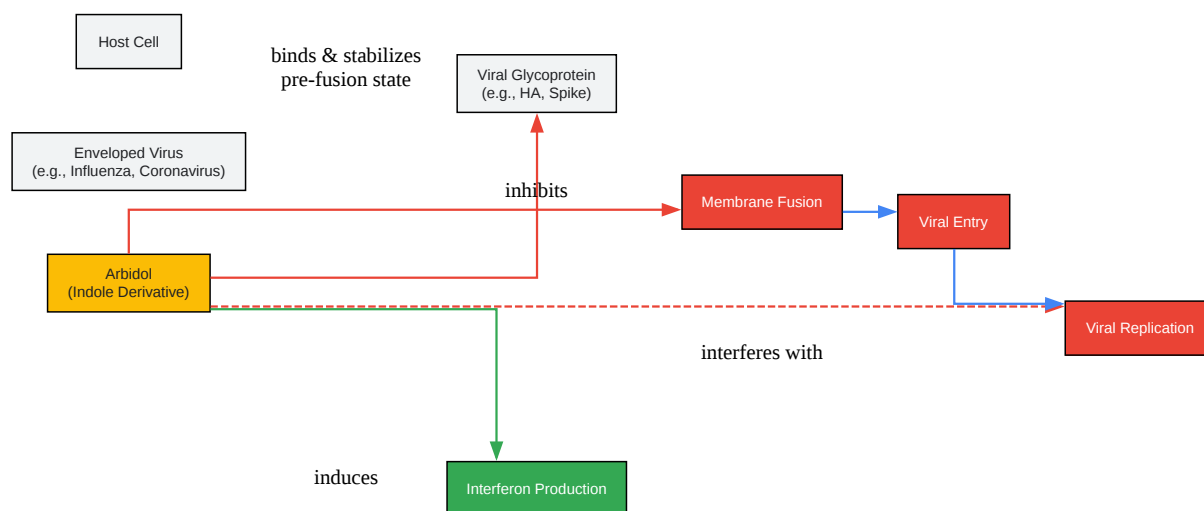 Host Cell
binds & stabilizes
pre-fusion state
Viral Glycoprotein
(e.g., HA, Spike)
Enveloped Virus
(e.g., Influenza, Coronavirus)
inhibits
Membrane Fusion
Viral Entry
Arbidol
(Indole Derivative)
Viral Replication
interferes with
induces
Interferon Production